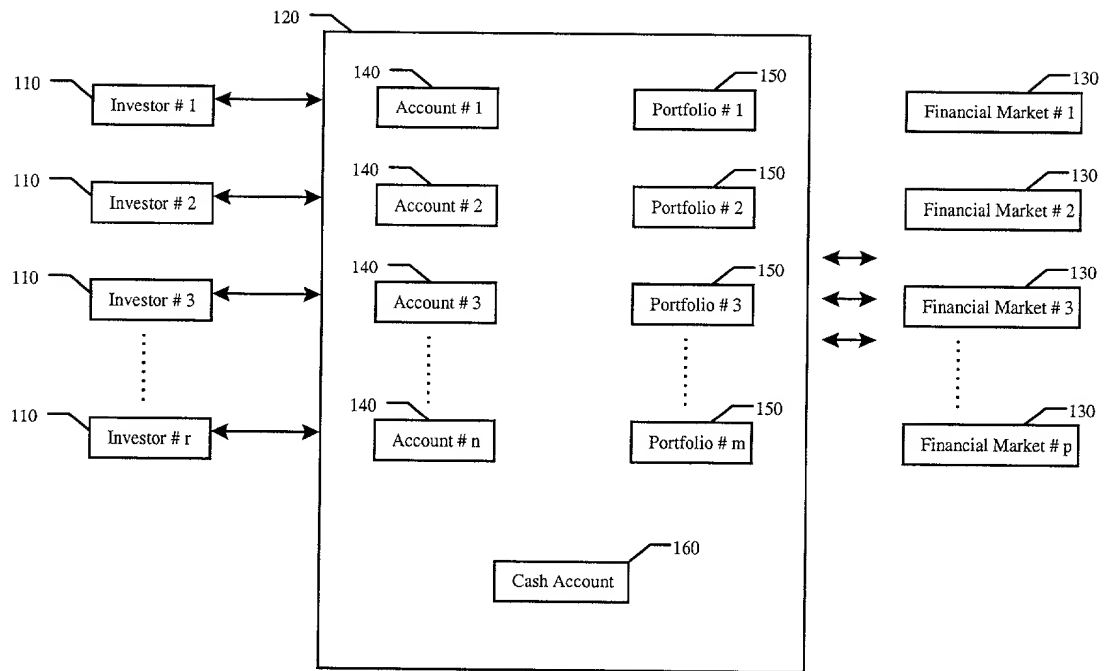 120
110 140 150 130
Investor # 1 Account # 1 Portfolio # 1 Financial Market # 1
110 140 150 130
Investor # 2 Account # 2 Portfolio # 2 Financial Market # 2
110 140 150 130
Investor # 3 Account # 3 Portfolio # 3 Financial Market # 3
110 140 150 130
Investor # r Account # n Portfolio # m Financial Market # p
160
Cash Account